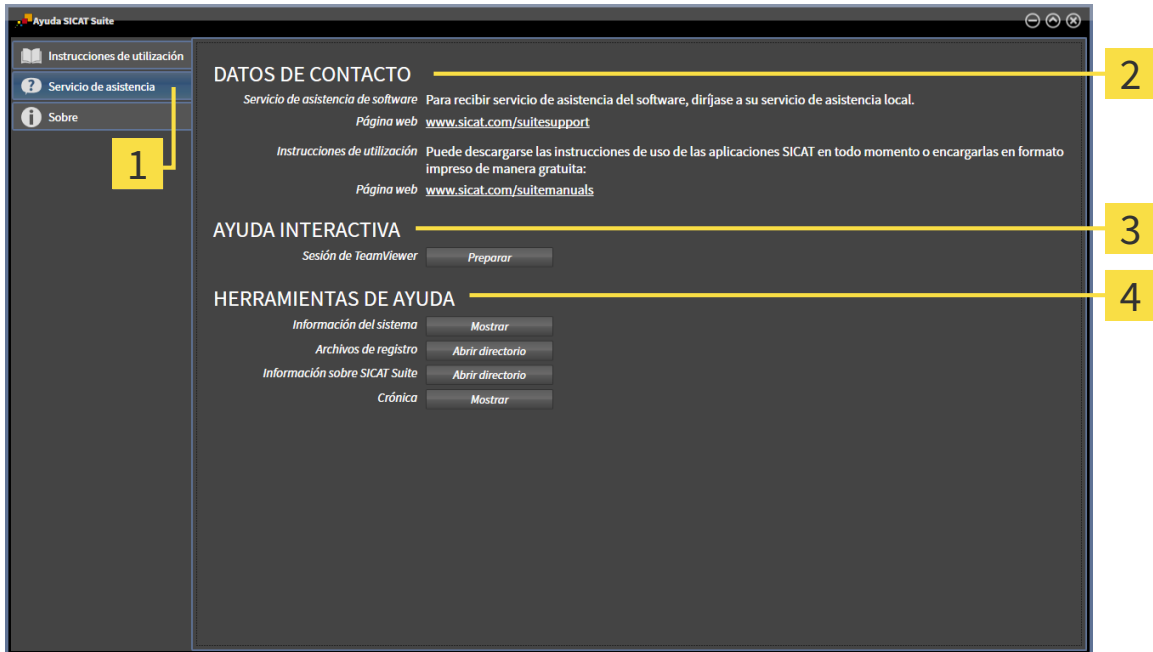 Ayuda SICAT Suite
Instrucciones de utilización
Servicio de asistencia
Sobre
1
DATOS DE CONTACTO
2
Servicio de asistencia de software Para recibir servicio de asistencia del software, diríjase a su servicio de asistencia local.
Página web www.sicat.com/suitesupport
Instrucciones de utilización Puede descargarse las instrucciones de uso de las aplicaciones SICAT en todo momento o encargarlas en formato
impreso de manera gratuita:
Página web www.sicat.com/suitemanuals
AYUDA INTERACTIVA
3
Sesión de TeamViewer Preparar
HERRAMIENTAS DE AYUDA
4
Información del sistema Mostrar
Archivos de registro Abrir directorio
Información sobre SICAT Suite Abrir directorio
Crónica Mostrar